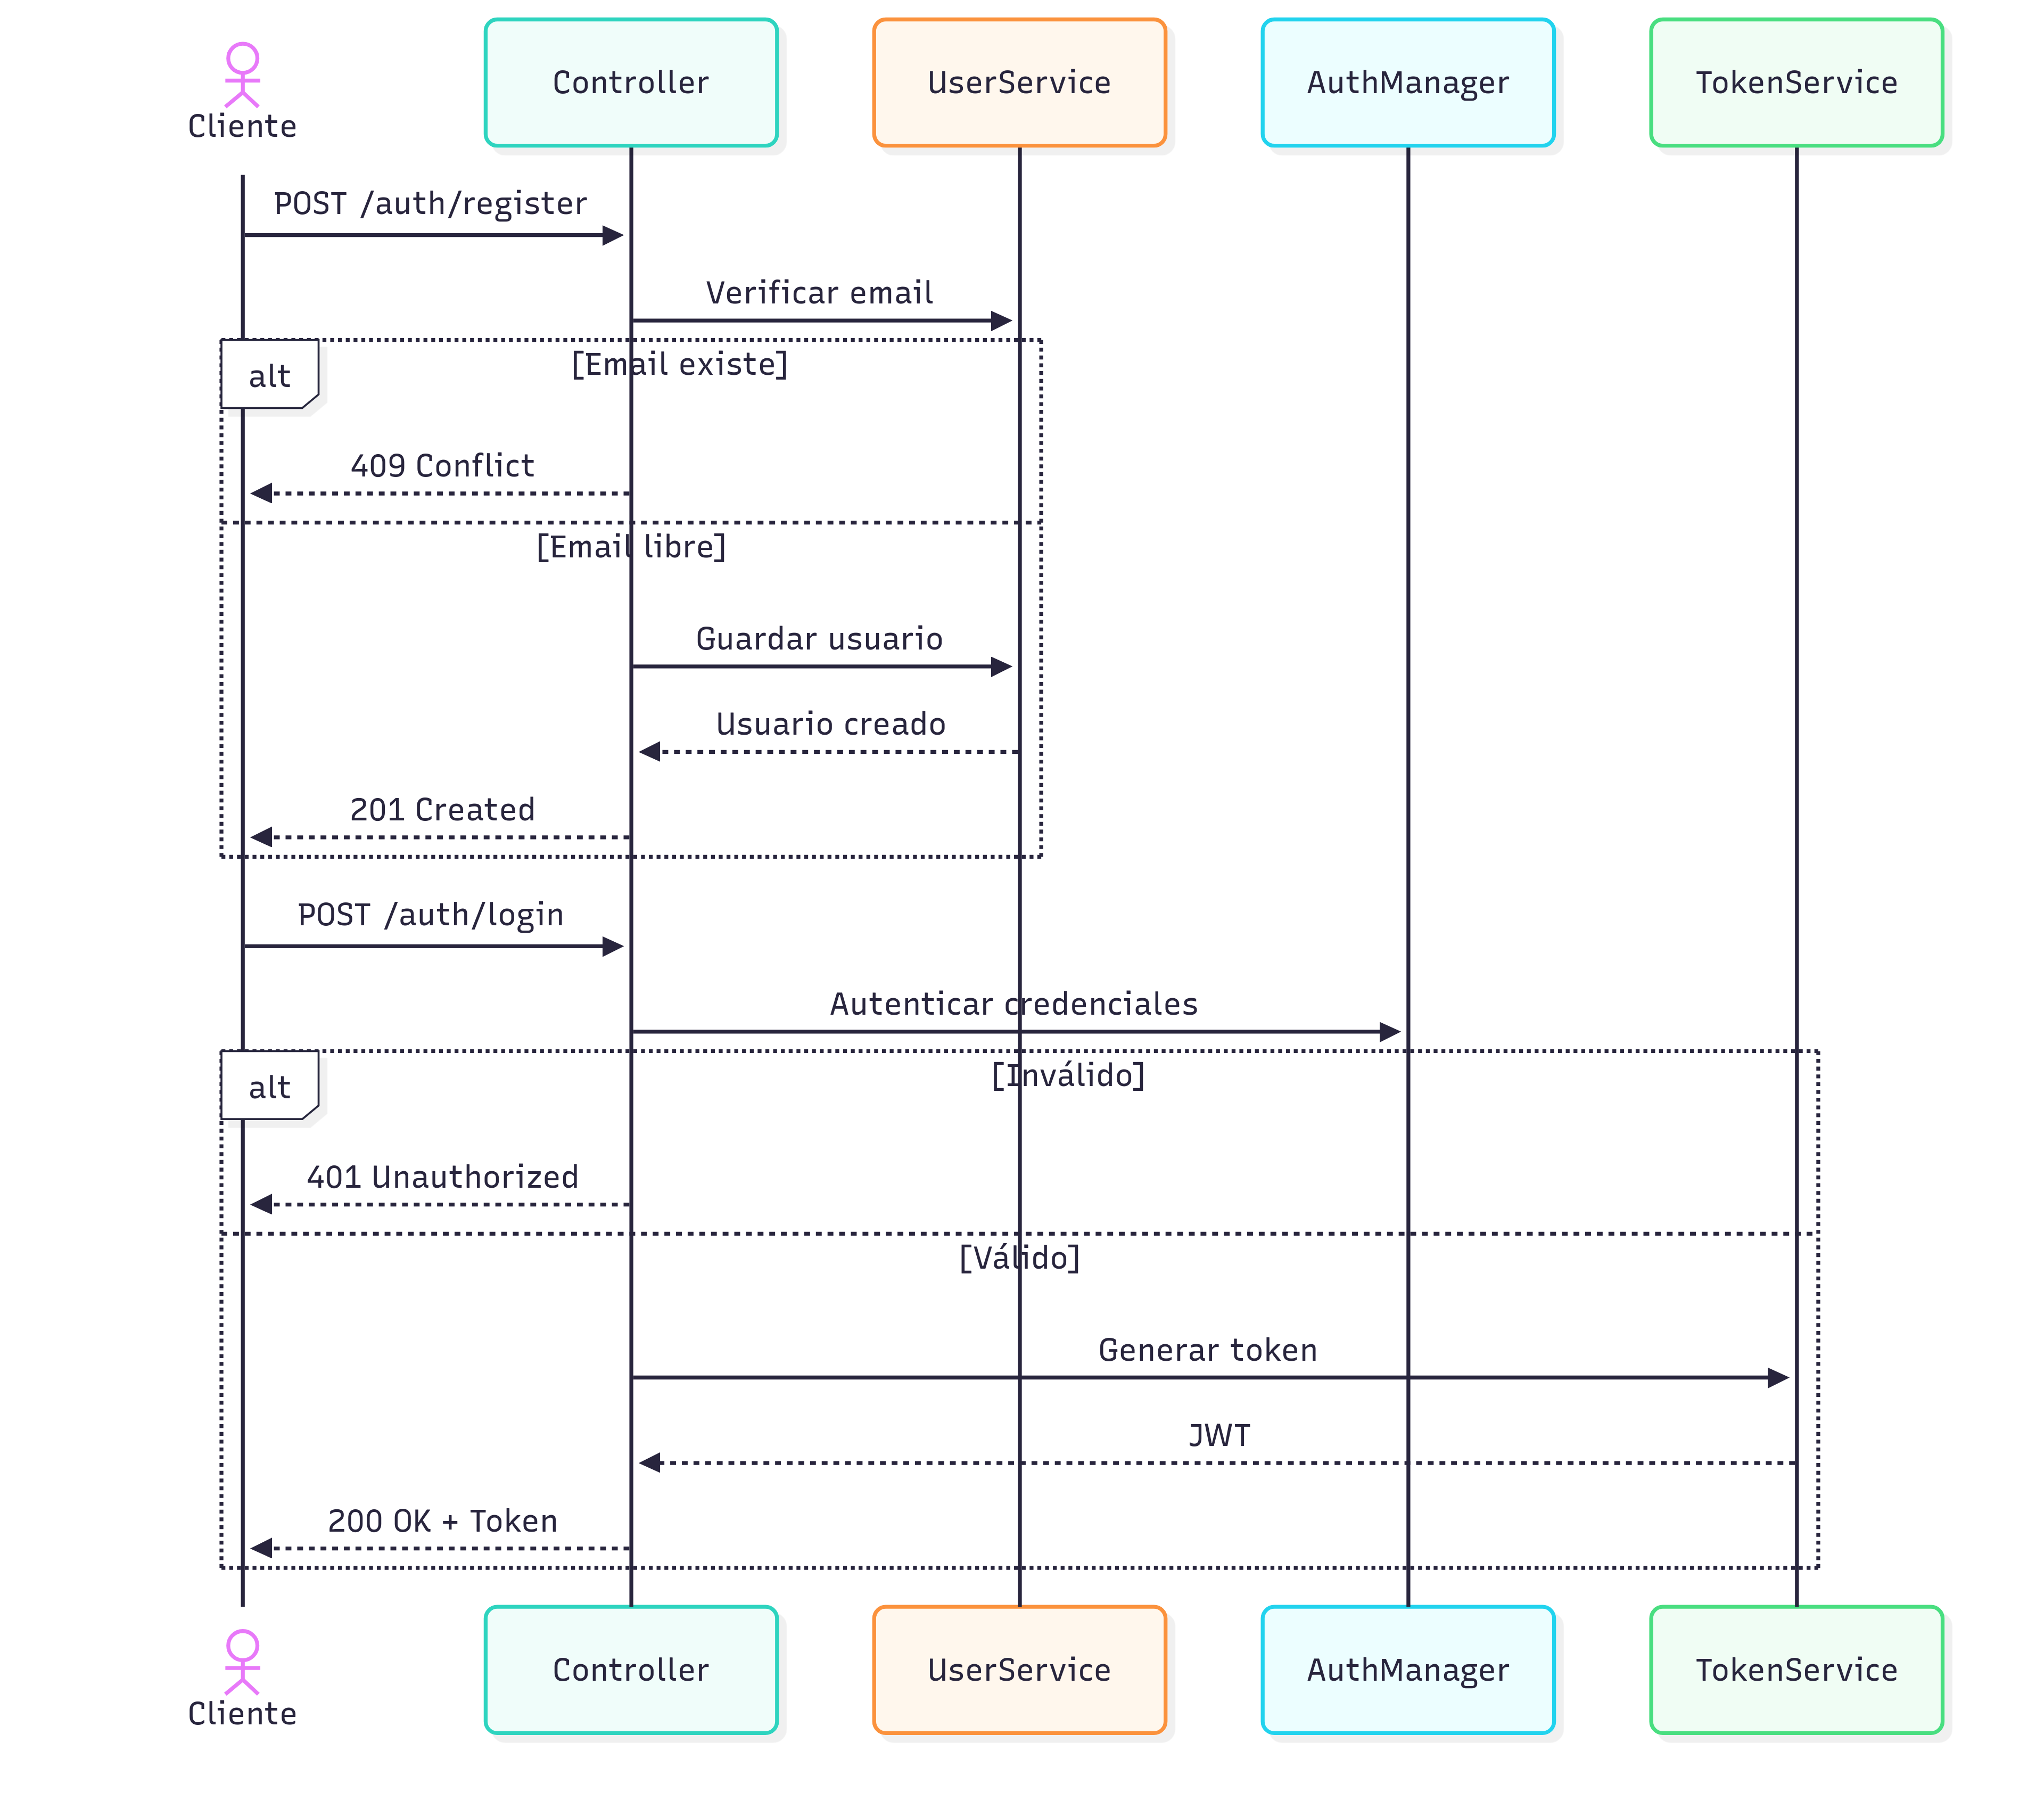 Cliente
Controller
UserService
AuthManager
TokenService
POST /auth/register
Verificar email
alt
[Email existe]
409 Conflict
[Email libre]
Guardar usuario
Usuario creado
201 Created
POST /auth/login
Autenticar credenciales
alt
[Inválido]
401 Unauthorized
[Válido]
Generar token
JWT
200 OK + Token
Cliente
Controller
UserService
AuthManager
TokenService